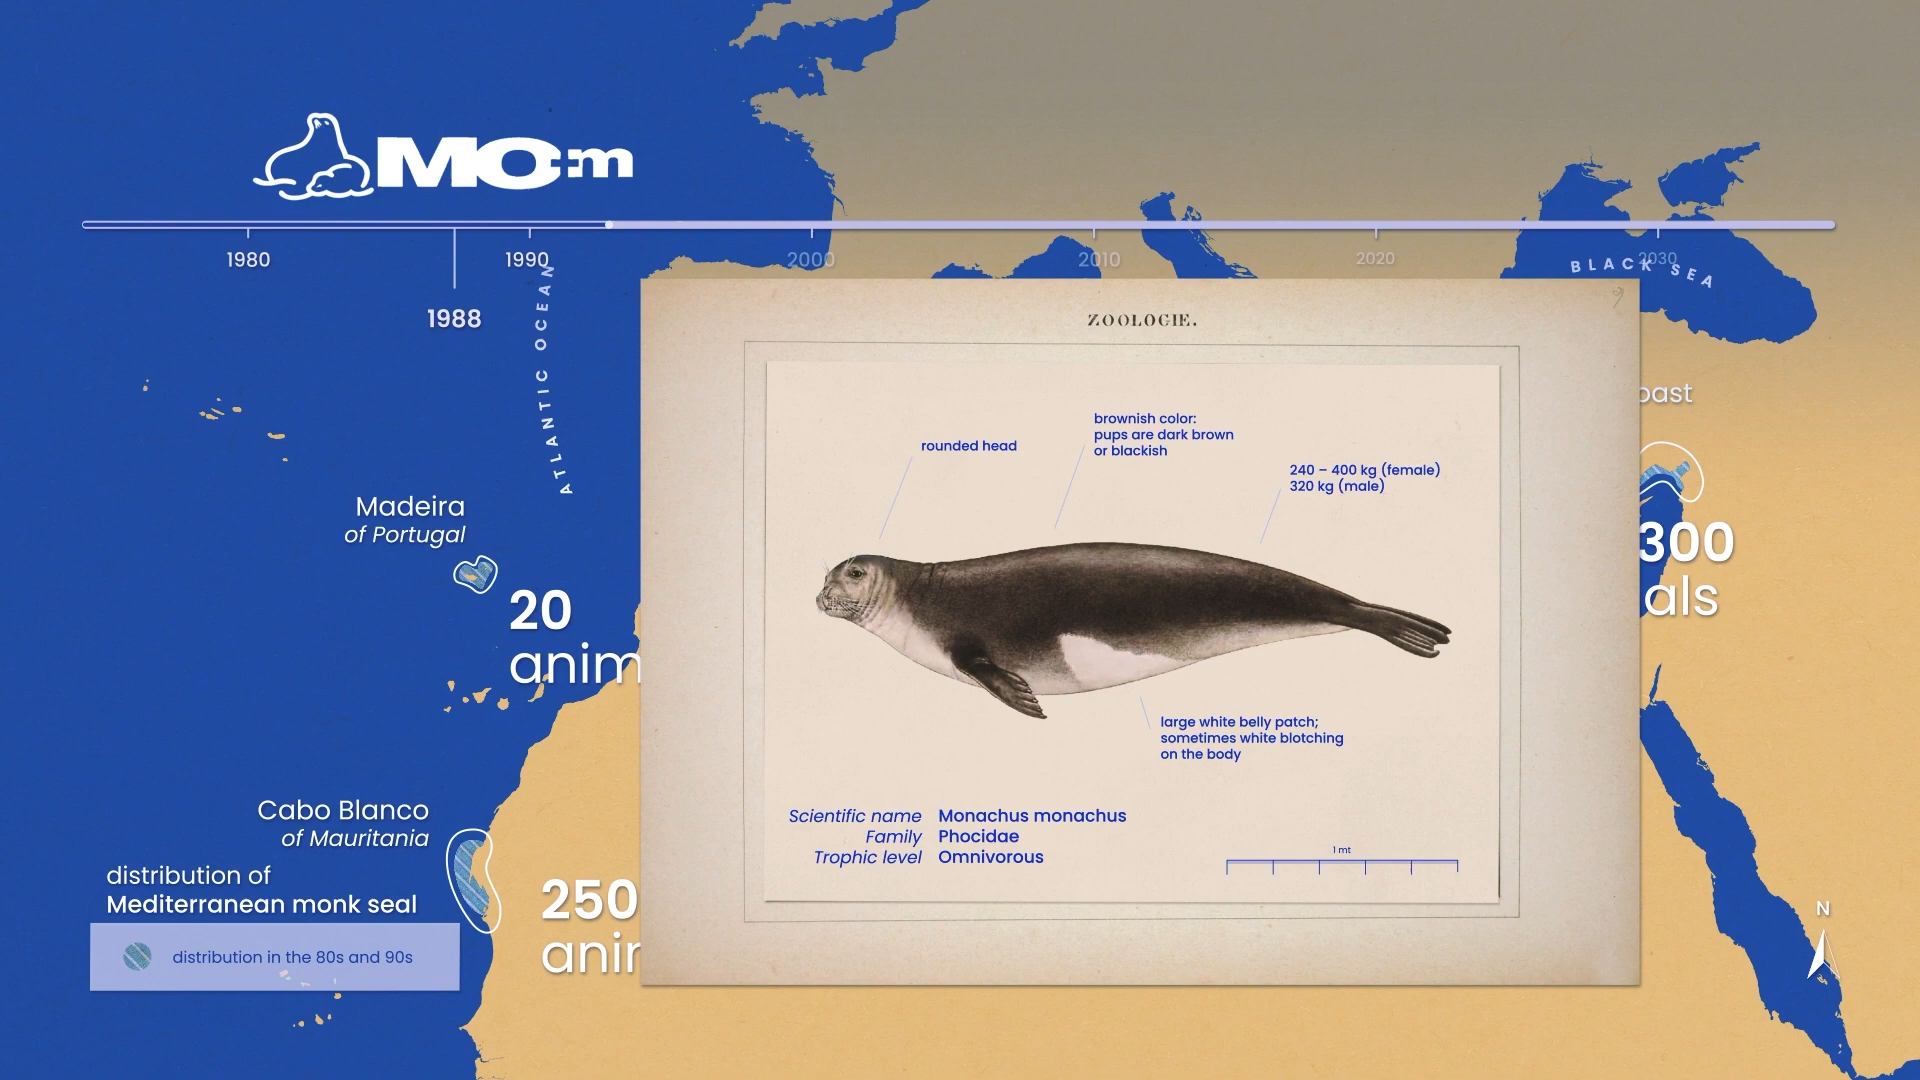 MOm
1980
1990
2000
2010
2020
2030
1988
ATLANTIC OCEAN
BLACK SEA
ZOOLOGIE.
rounded head
brownish color:
pups are dark brown
or blackish
240 – 400 kg (female)
320 kg (male)
large white belly patch;
sometimes white blotching
on the body
Scientific name Monachus monachus
Family Phocidae
Trophic level Omnivorous
1 mt
Madeira
of Portugal
20
anim
oast
300
als
Cabo Blanco
of Mauritania
250
anir
distribution of
Mediterranean monk seal
distribution in the 80s and 90s
N